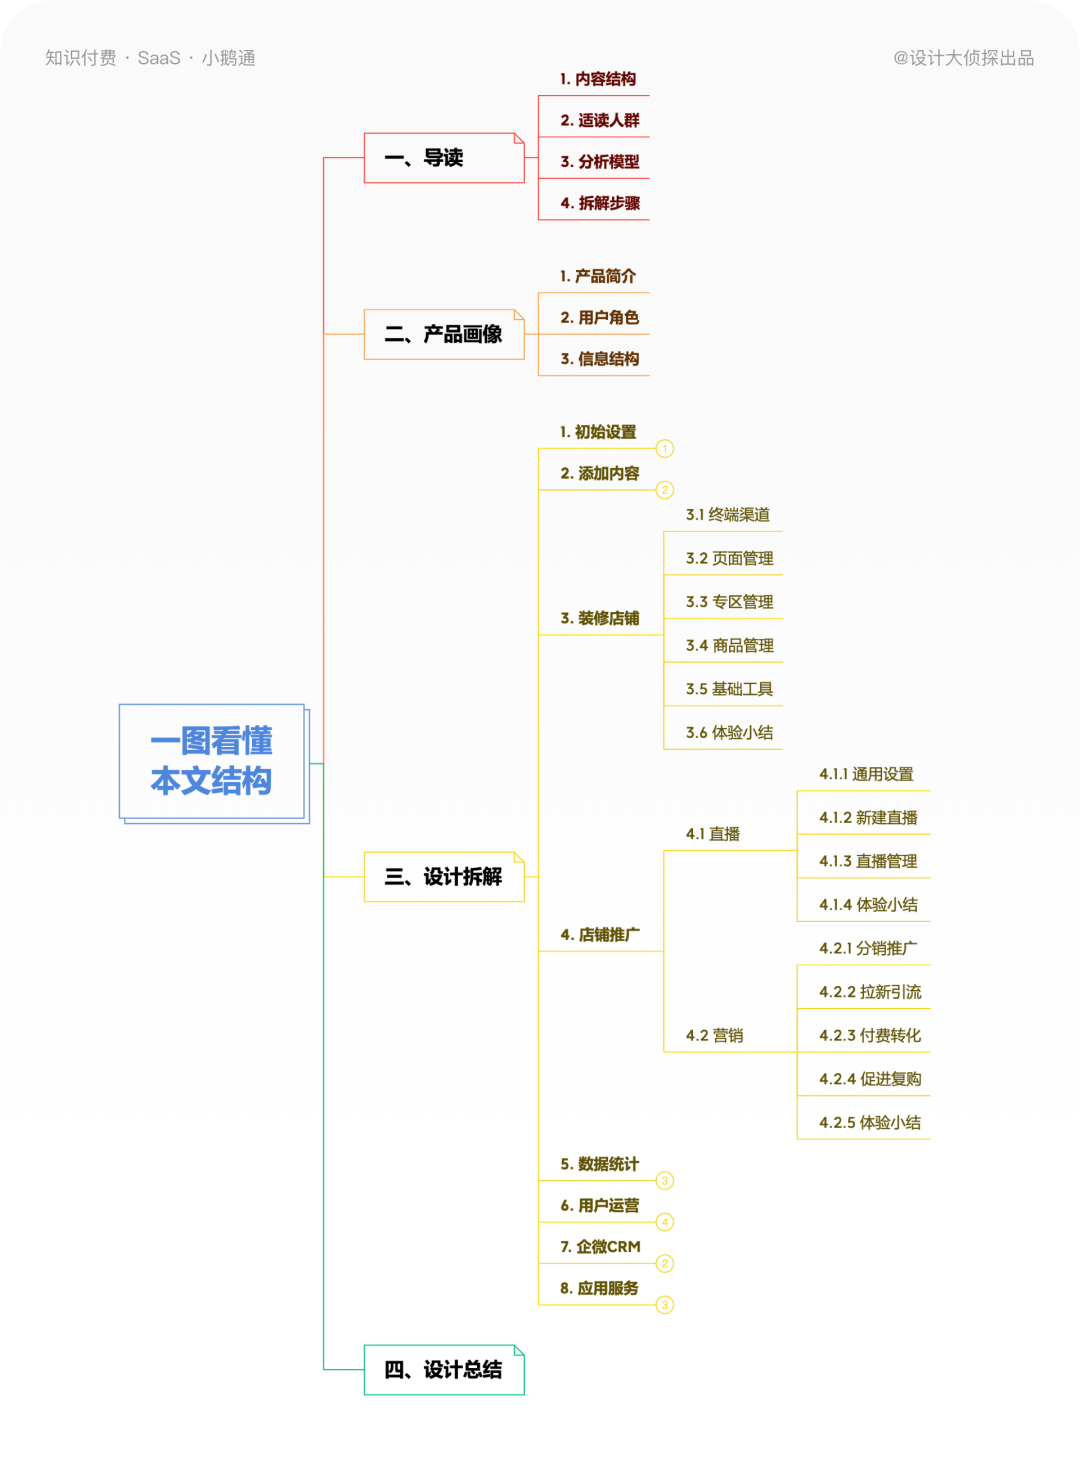 知识付费 · SaaS · 小鹅通
@设计大侦探出品
一图看懂
本文结构
一、导读
1. 内容结构
2. 适读人群
3. 分析模型
4. 拆解步骤
二、产品画像
1. 产品简介
2. 用户角色
3. 信息结构
三、设计拆解
1. 初始设置
1
2. 添加内容
2
3. 装修店铺
3.1 终端渠道
3.2 页面管理
3.3 专区管理
3.4 商品管理
3.5 基础工具
3.6 体验小结
4. 店铺推广
4.1 直播
4.1.1 通用设置
4.1.2 新建直播
4.1.3 直播管理
4.1.4 体验小结
4.2 营销
4.2.1 分销推广
4.2.2 拉新引流
4.2.3 付费转化
4.2.4 促进复购
4.2.5 体验小结
5. 数据统计
3
6. 用户运营
4
7. 企微CRM
2
8. 应用服务
3
四、设计总结